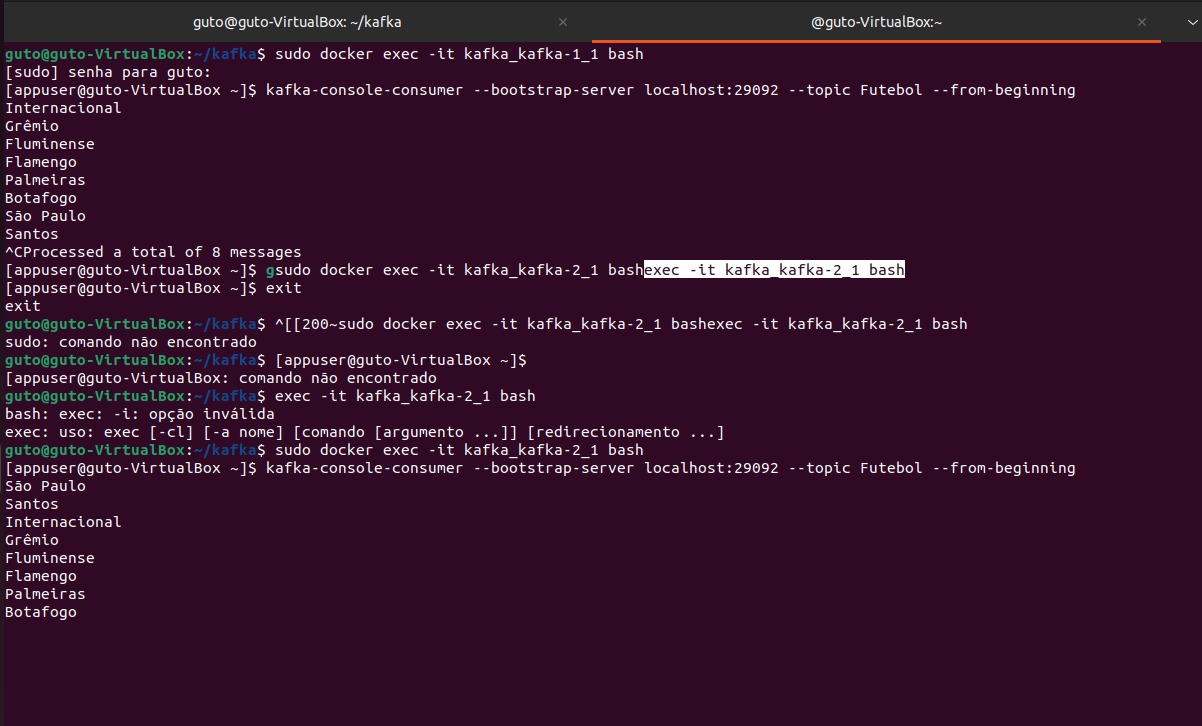 guto@guto-VirtualBox: ~/kafka
@guto-VirtualBox:~
guto@guto-VirtualBox:~/kafka$ sudo docker exec -it kafka_kafka-1_1 bash
[sudo] senha para guto:
[appuser@guto-VirtualBox ~]$ kafka-console-consumer --bootstrap-server localhost:29092 --topic Futebol --from-beginning
Internacional
Grêmio
Fluminense
Flamengo
Palmeiras
Botafogo
São Paulo
Santos
^CProcessed a total of 8 messages
[appuser@guto-VirtualBox ~]$ gsudo docker exec -it kafka_kafka-2_1 bashexec -it kafka_kafka-2_1 bash
[appuser@guto-VirtualBox ~]$ exit
exit
guto@guto-VirtualBox:~/kafka$ ^[[200~sudo docker exec -it kafka_kafka-2_1 bashexec -it kafka_kafka-2_1 bash
sudo: comando não encontrado
guto@guto-VirtualBox:~/kafka$ [appuser@guto-VirtualBox ~]$
[appuser@guto-VirtualBox: comando não encontrado
guto@guto-VirtualBox:~/kafka$ exec -it kafka_kafka-2_1 bash
bash: exec: -i: opção inválida
exec: uso: exec [-cl] [-a nome] [comando [argumento ...]] [redirecionamento ...]
guto@guto-VirtualBox:~/kafka$ sudo docker exec -it kafka_kafka-2_1 bash
[appuser@guto-VirtualBox ~]$ kafka-console-consumer --bootstrap-server localhost:29092 --topic Futebol --from-beginning
São Paulo
Santos
Internacional
Grêmio
Fluminense
Flamengo
Palmeiras
Botafogo